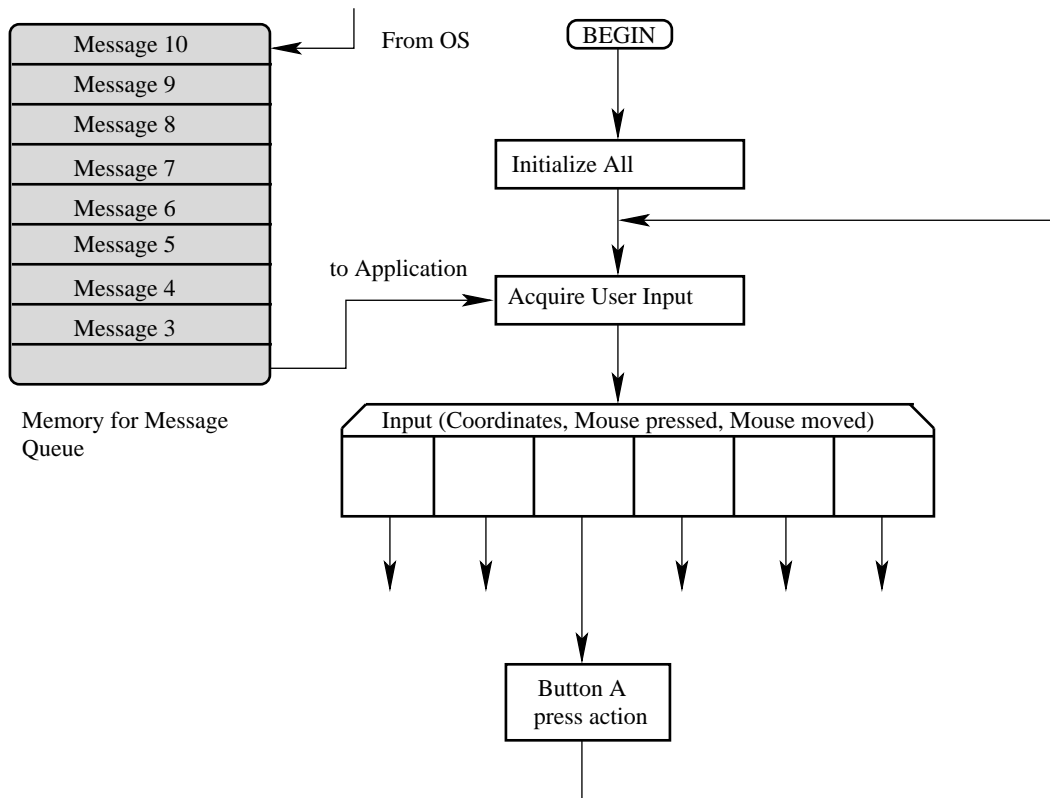 Message 10
Message 9
Message 8
Message 7
Message 6
Message 5
Message 4
Message 3
Memory for Message
Queue
From OS
to Application
BEGIN
Initialize All
Acquire User Input
Input (Coordinates, Mouse pressed, Mouse moved)
Button A
press action